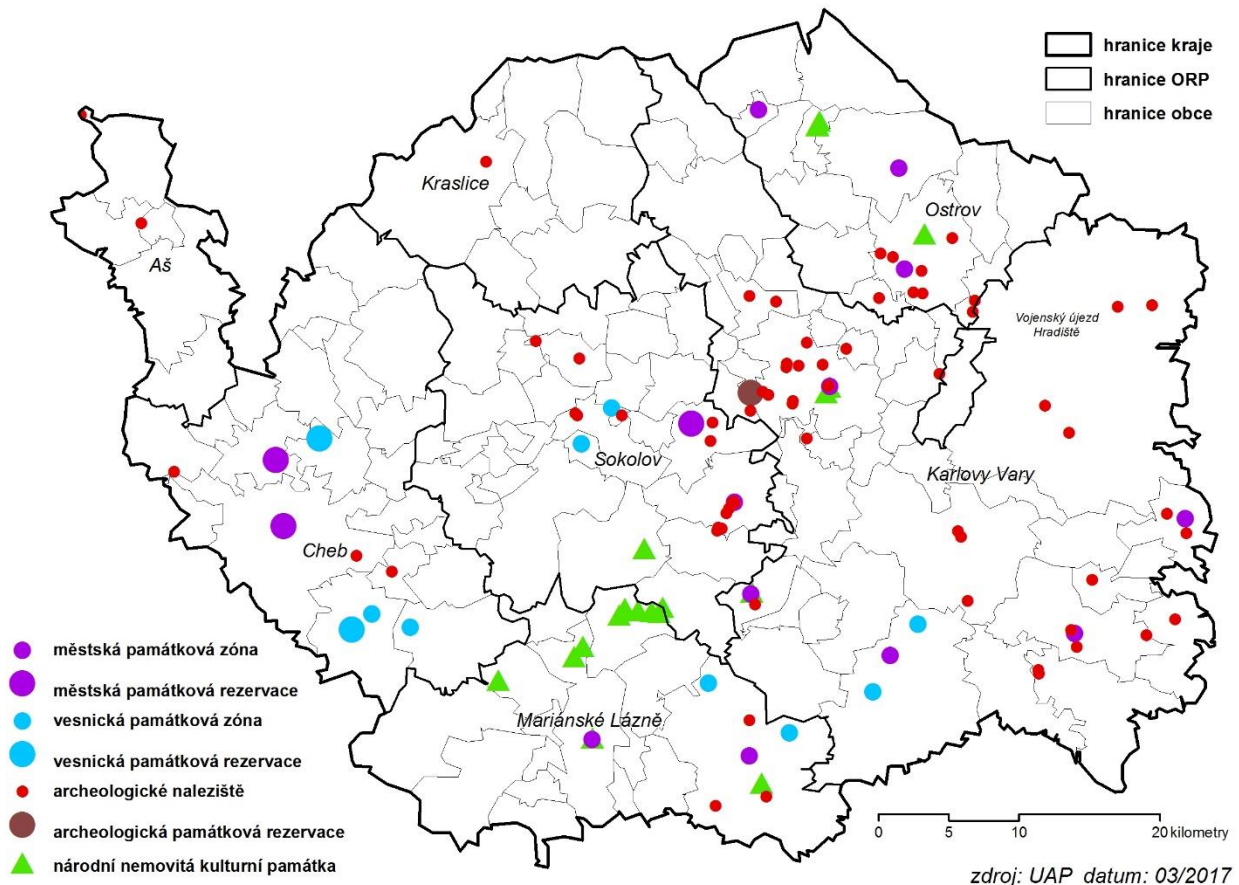 hranice kraje
hranice ORP
hranice obce
Kraslice
Ostrov
Aš
Vojenský újezd
Hradiště
Sokolov
Karlovy Vary
Cheb
Mariánské Lázně
městská památková zóna
městská památková rezervace
vesnická památková zóna
vesnická památková rezervace
archeologické naleziště
archeologická památková rezervace
národní nemovitá kulturní památka
0 5 10 20 kilometry
zdroj: UAP datum: 03/2017